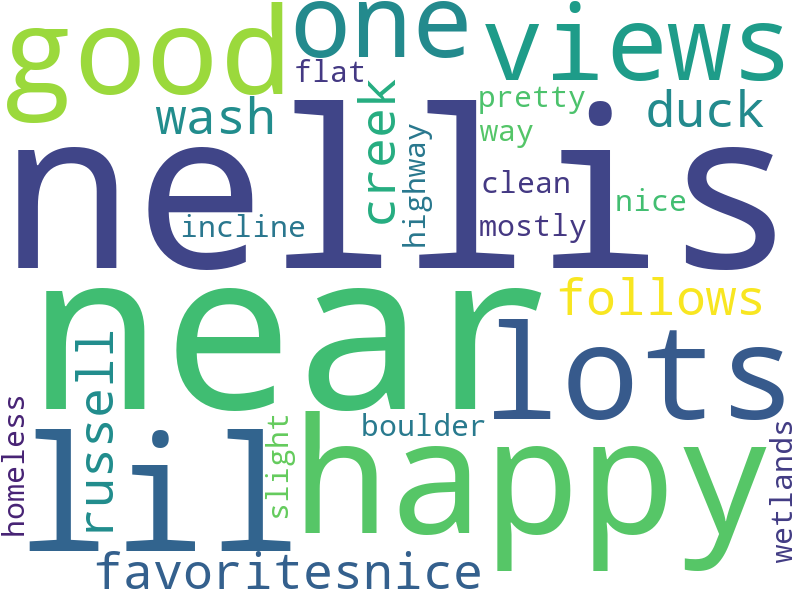 good
one
views
flat
wash
creek
pretty
duck
way
highway
nellis
clean
nice
incline
mostly
near
follows
lots
russell
homeless
lil
slight
boulder
happy
wetlands
favoritesnice